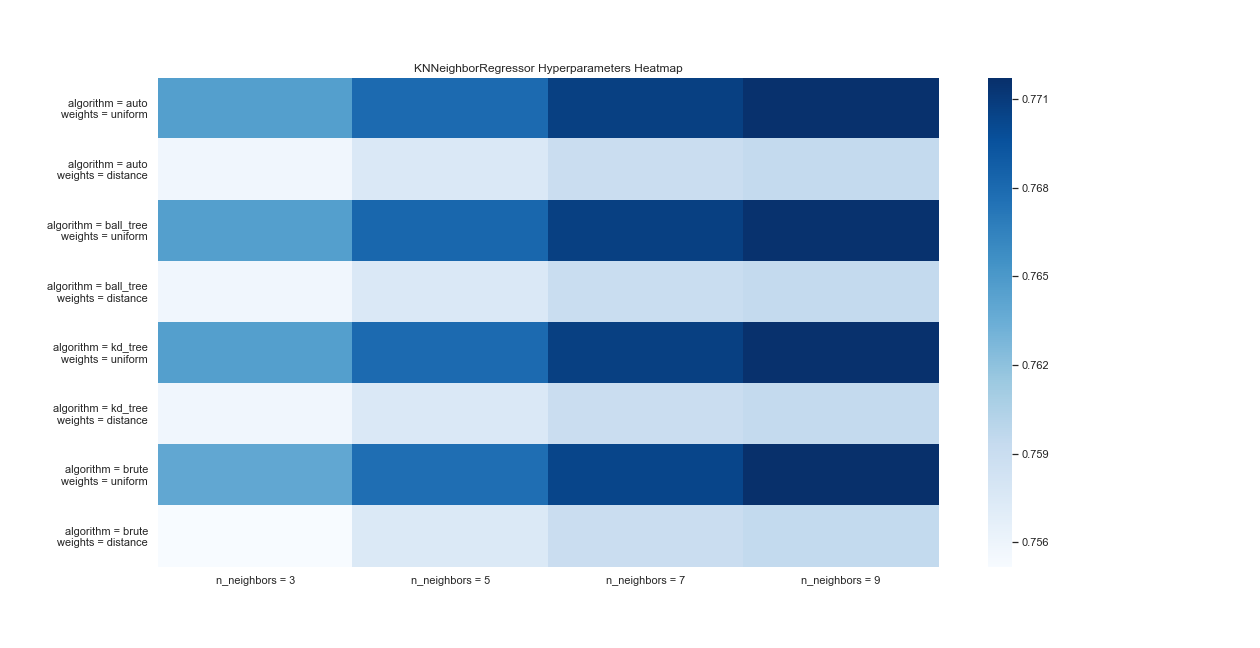 KNNeighborRegressor Hyperparameters Heatmap
algorithm = auto
weights = uniform
algorithm = auto
weights = distance
algorithm = ball_tree
weights = uniform
algorithm = ball_tree
weights = distance
algorithm = kd_tree
weights = uniform
algorithm = kd_tree
weights = distance
algorithm = brute
weights = uniform
algorithm = brute
weights = distance
n_neighbors = 3
n_neighbors = 5
n_neighbors = 7
n_neighbors = 9
0.771
0.768
0.765
0.762
0.759
0.756